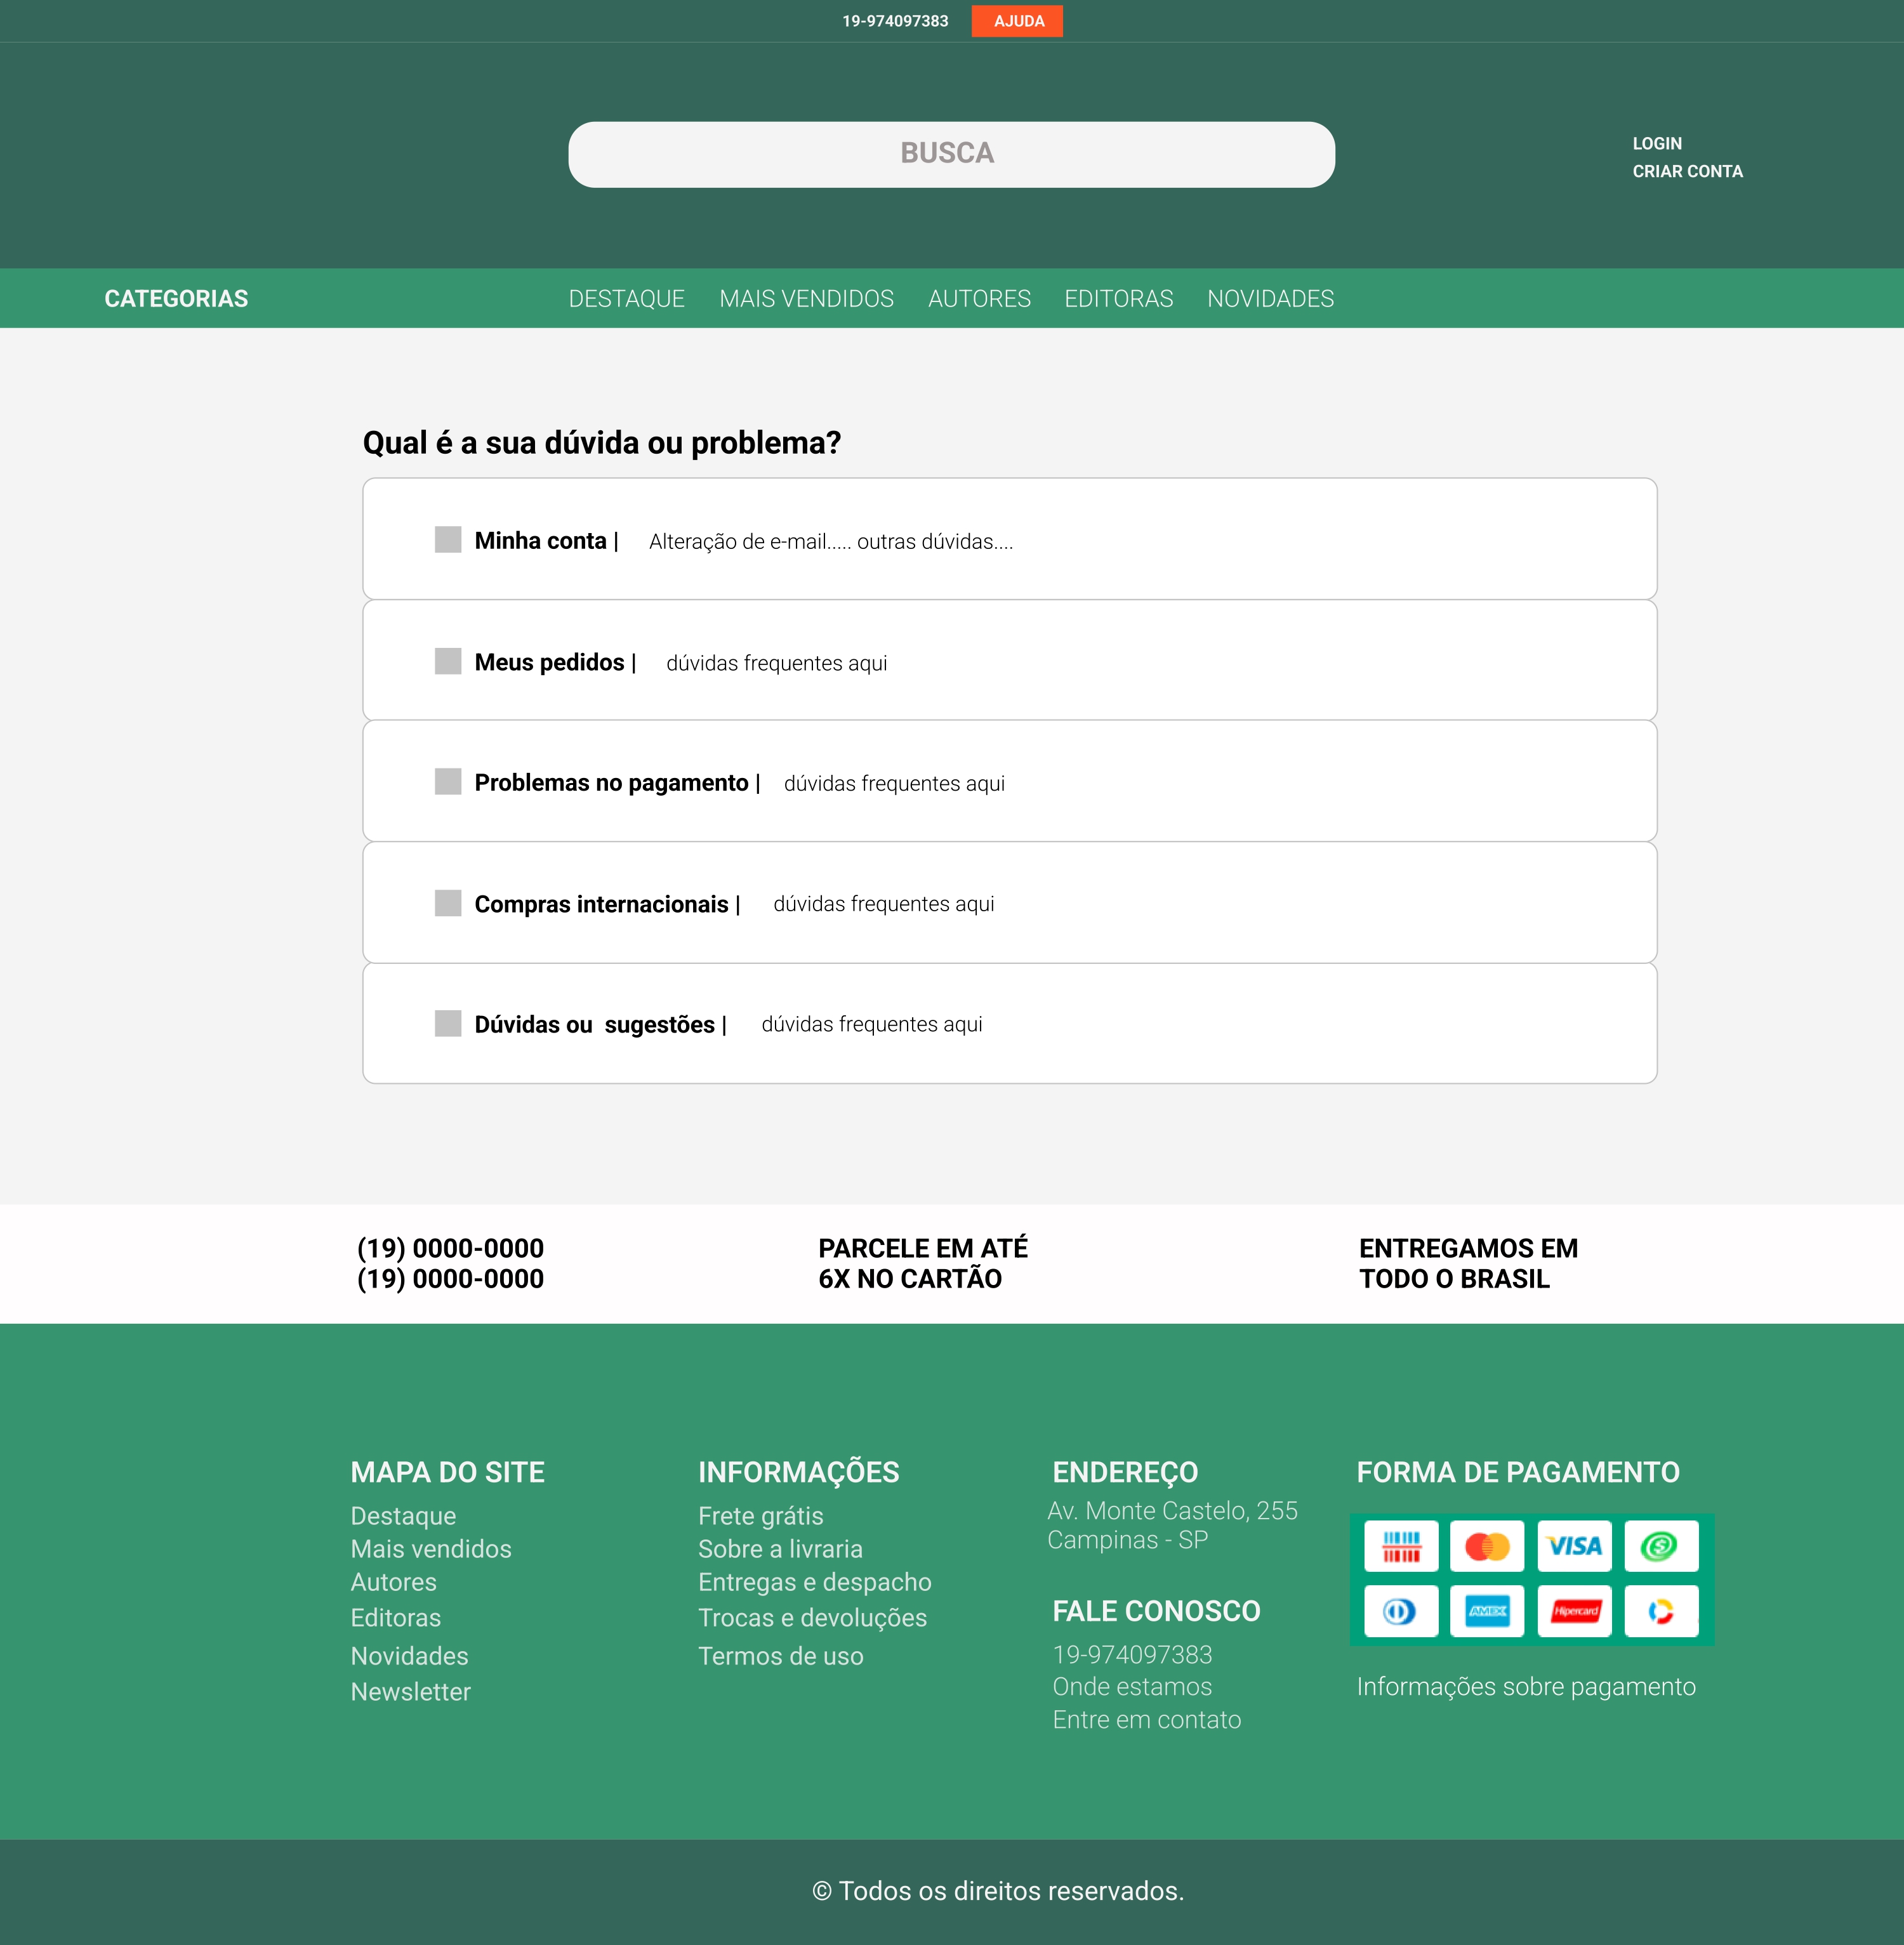 19-974097383 AJUDA
BUSCA
LOGIN
CRIAR CONTA
CATEGORIAS DESTAQUE MAIS VENDIDOS AUTORES EDITORAS NOVIDADES
Qual é a sua dúvida ou problema?
Minha conta | Alteração de e-mail..... outras dúvidas....
Meus pedidos | dúvidas frequentes aqui
Problemas no pagamento | dúvidas frequentes aqui
Compras internacionais | dúvidas frequentes aqui
Dúvidas ou  sugestões | dúvidas frequentes aqui
(19) 0000-0000
(19) 0000-0000
PARCELE EM ATÉ
6X NO CARTÃO
ENTREGAMOS EM
TODO O BRASIL
MAPA DO SITE
Destaque
Mais vendidos
Autores
Editoras
Novidades
Newsletter
INFORMAÇÕES
Frete grátis
Sobre a livraria
Entregas e despacho
Trocas e devoluções
Termos de uso
ENDEREÇO
Av. Monte Castelo, 255
Campinas - SP
FALE CONOSCO
19-974097383
Onde estamos
Entre em contato
FORMA DE PAGAMENTO
VISA
AMEX
Hipercard
Informações sobre pagamento
© Todos os direitos reservados.